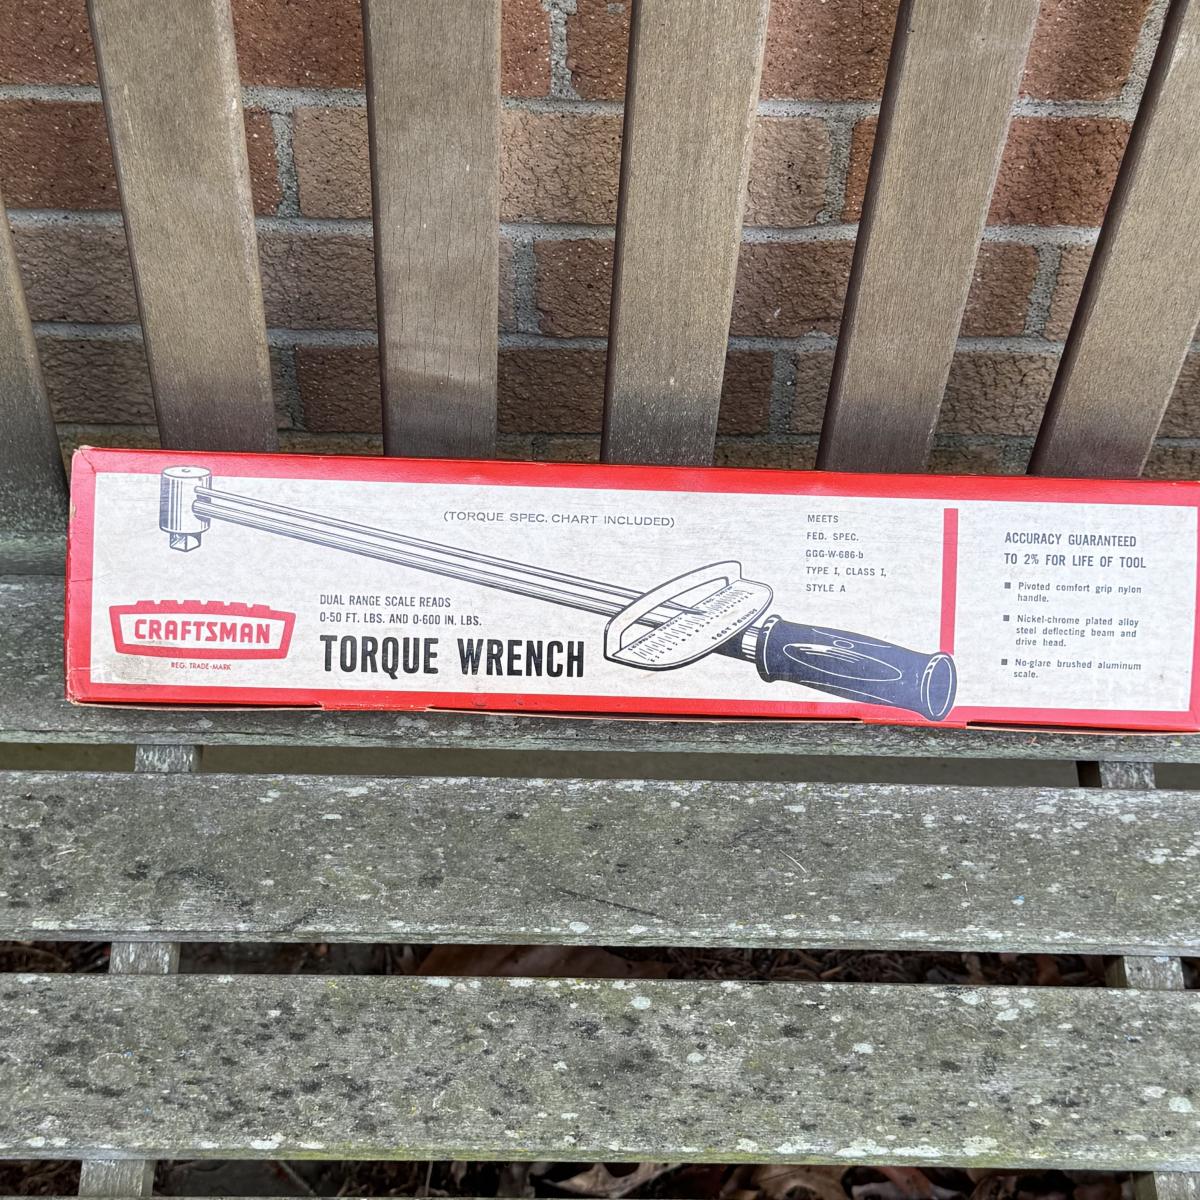 (TORQUE SPEC. CHART INCLUDED)
MEETS
FED. SPEC.
GGG-W-686-b
TYPE I, CLASS I,
STYLE A
ACCURACY GUARANTEED
TO 2% FOR LIFE OF TOOL
■ Pivoted comfort grip nylon
handle.
■ Nickel-chrome plated alloy
steel deflecting beam and
drive head.
■ No-glare brushed aluminum
scale.
DUAL RANGE SCALE READS
0-50 FT. LBS. AND 0-600 IN. LBS.
TORQUE WRENCH
CRAFTSMAN
REG. TRADE-MARK